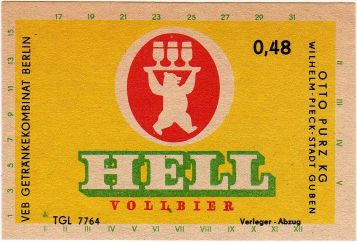 17 19 21 23 25 27 29 31
15
13
11
9
7
5
3
1
0,48
VEB GETRÄNKEKOMBINAT BERLIN
OTTO PURZ KG
WILHELM-PIECK-STADT GUBEN
HELL
VOLLBIER
TGL 7764
Verleger - Abzug
I II III IV V VI VII VIII IX X XI XII